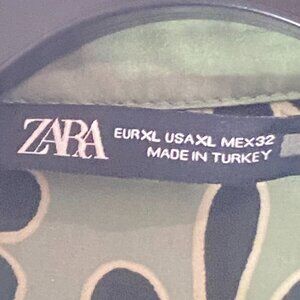 ZARA
EUR XL USA XL MEX 32
MADE IN TURKEY